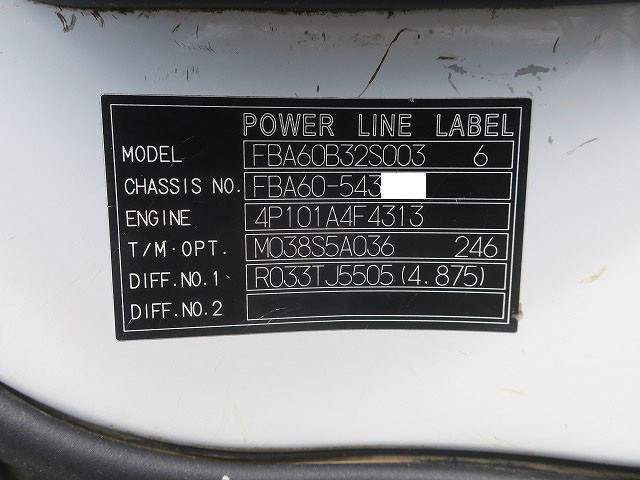 POWER LINE LABEL
MODEL FBA60B32S003 6
CHASSIS NO. FBA60-543
ENGINE 4P101A4F4313
T/M·OPT. M038S5A036 246
DIFF.NO.1 R033TJ5505(4.875)
DIFF.NO.2